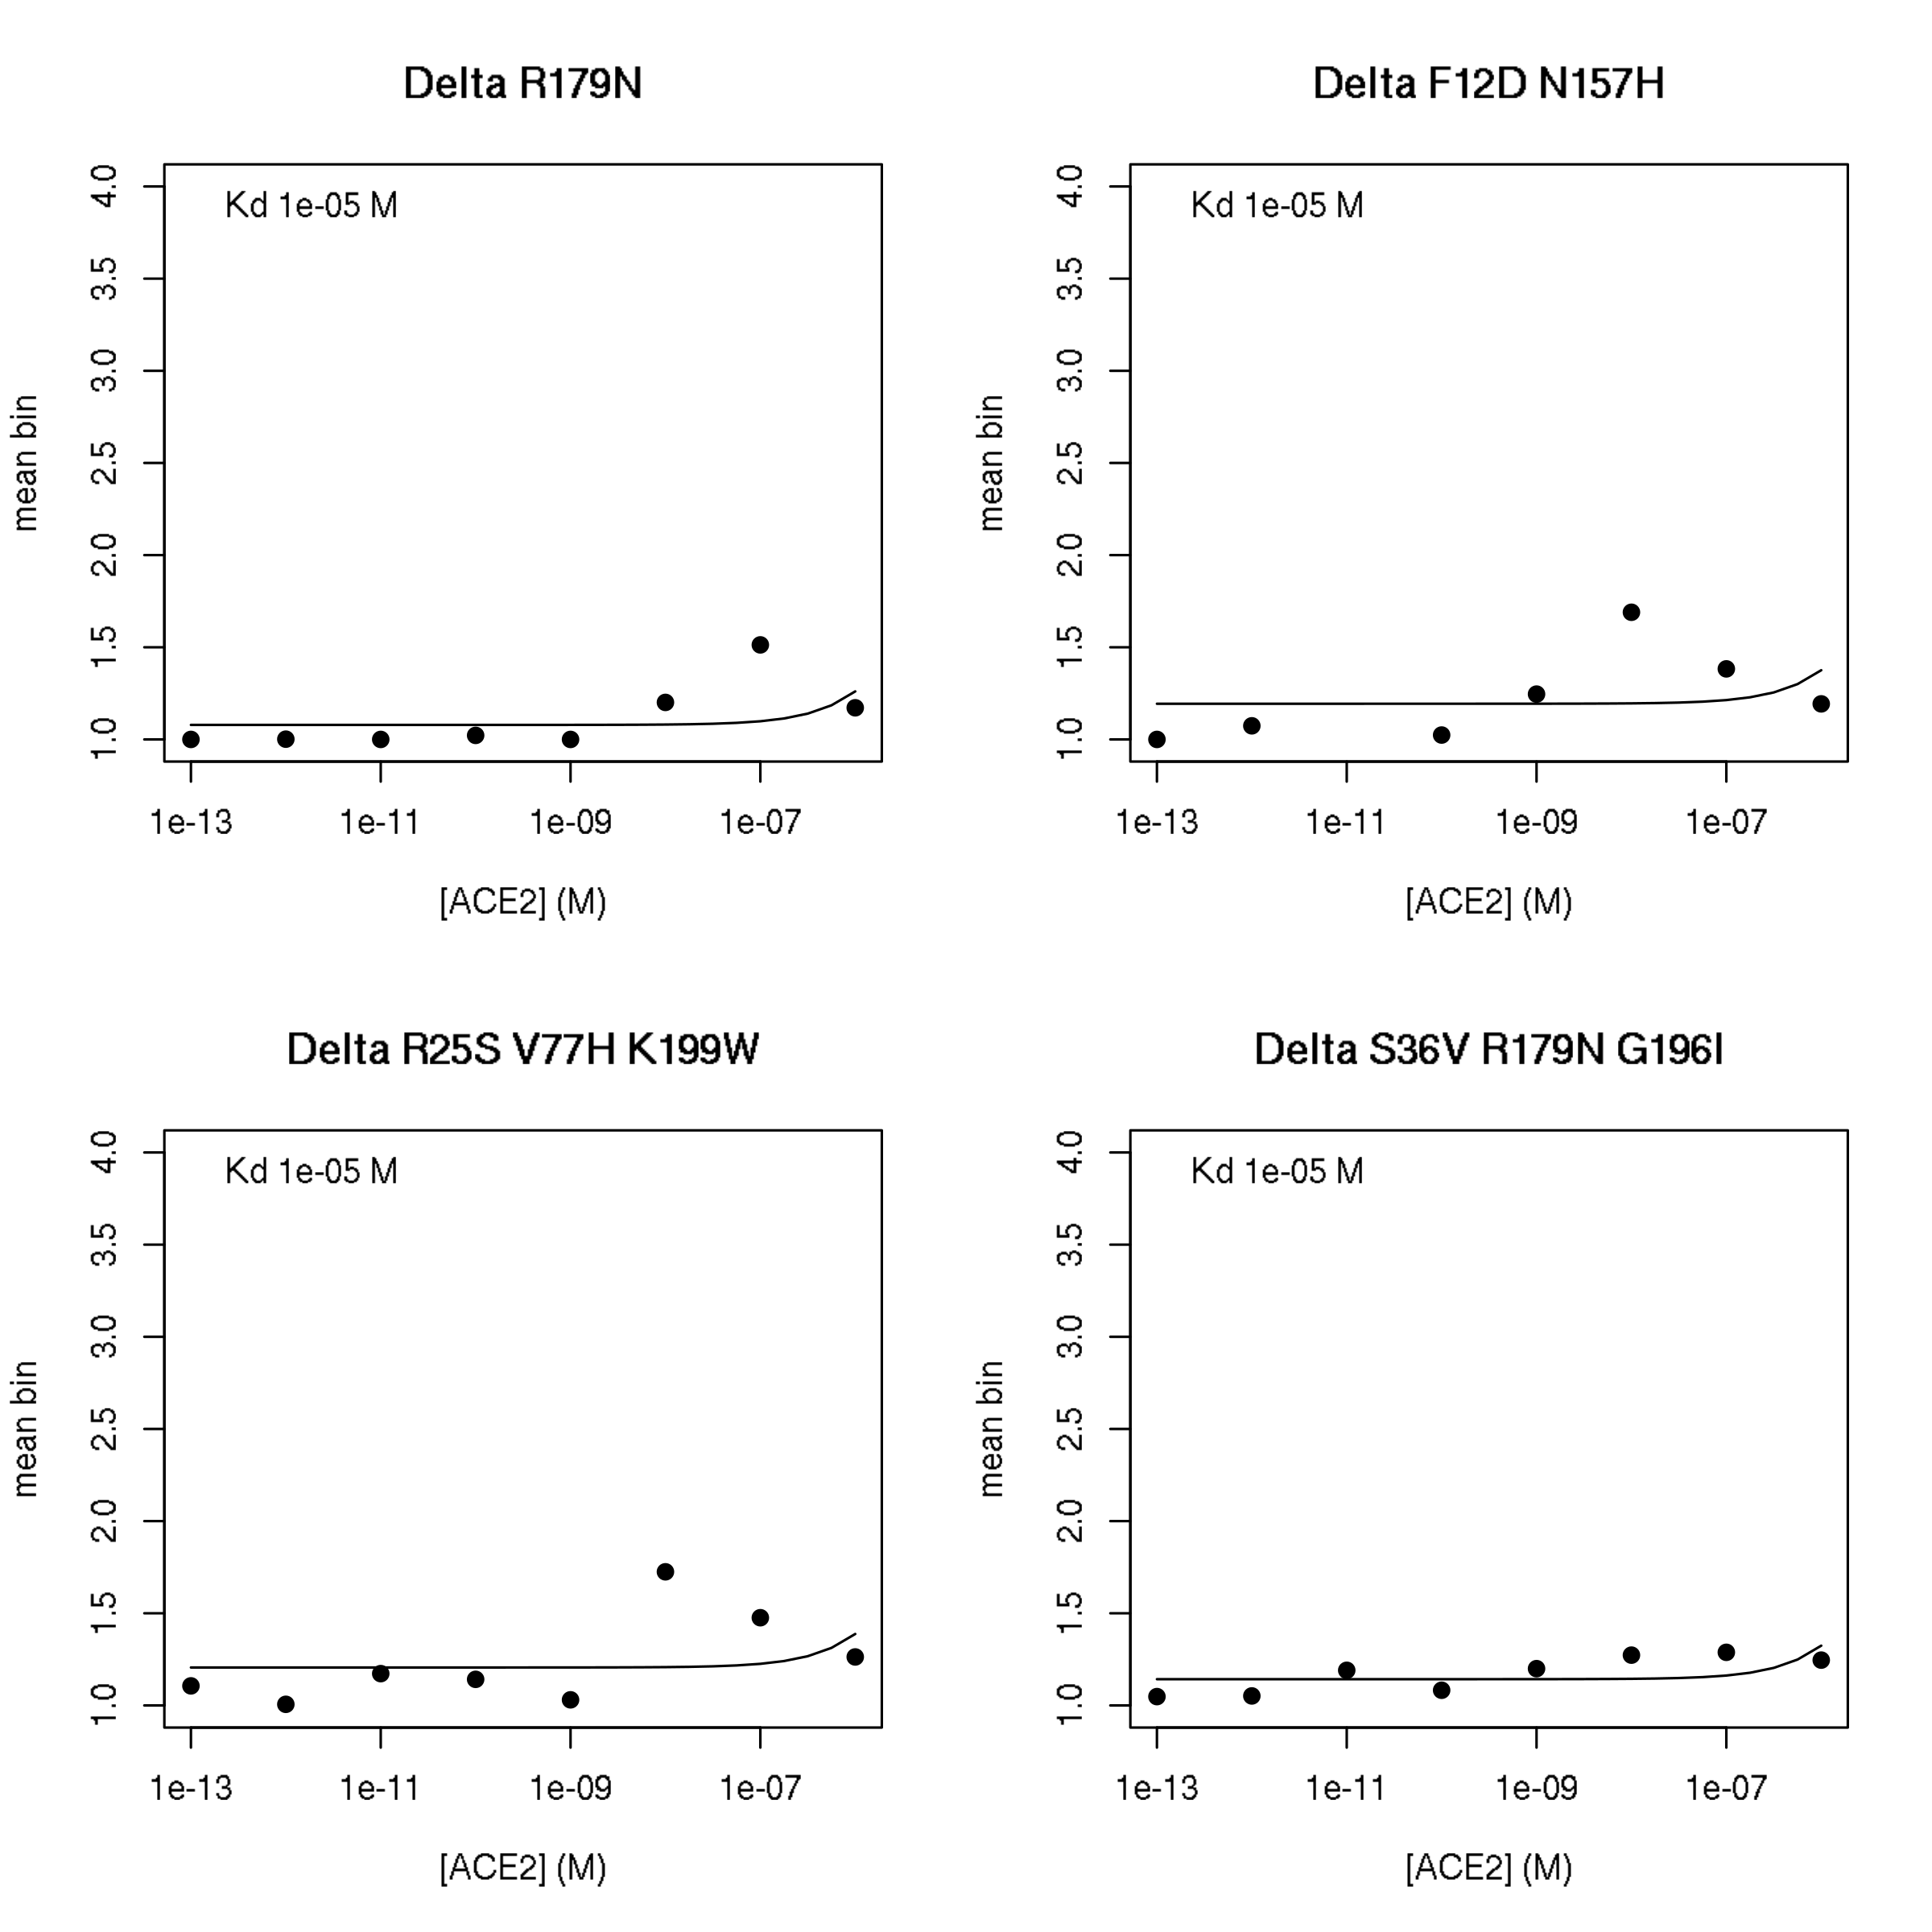 Delta R179N
Kd 1e-05 M
4.0
3.5
3.0
2.5
2.0
1.5
1.0
mean bin
1e-13 1e-11 1e-09 1e-07
[ACE2] (M)
Delta F12D N157H
Kd 1e-05 M
4.0
3.5
3.0
2.5
2.0
1.5
1.0
mean bin
1e-13 1e-11 1e-09 1e-07
[ACE2] (M)
Delta R25S V77H K199W
Kd 1e-05 M
4.0
3.5
3.0
2.5
2.0
1.5
1.0
mean bin
1e-13 1e-11 1e-09 1e-07
[ACE2] (M)
Delta S36V R179N G196I
Kd 1e-05 M
4.0
3.5
3.0
2.5
2.0
1.5
1.0
mean bin
1e-13 1e-11 1e-09 1e-07
[ACE2] (M)